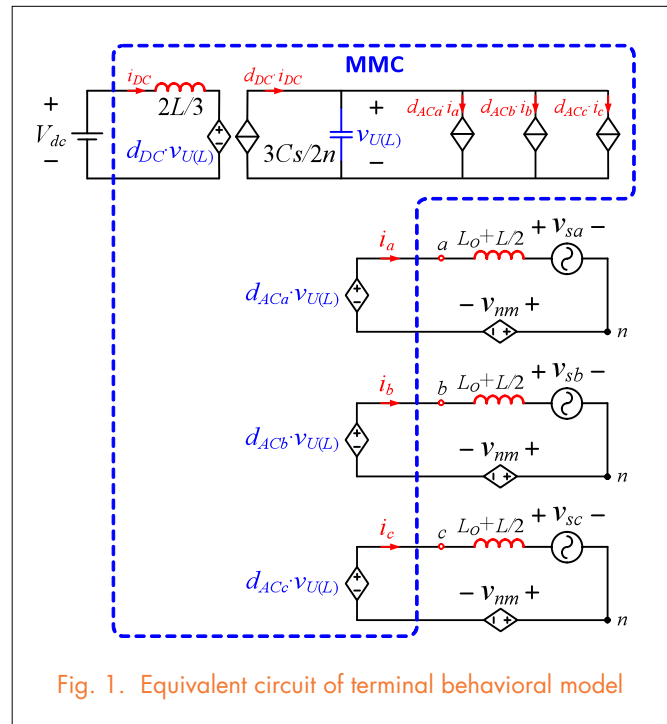 MMC
i_DC
d_DC·i_DC
2L/3
+
V_dc
−
d_DC·v_U(L)
3Cs/2n
+
v_U(L)
−
d_ACa·i_a
d_ACb·i_b
d_ACc·i_c
i_a
a
L_O+L/2
+ v_sa −
d_ACa·v_U(L)
− v_nm +
n
i_b
b
L_O+L/2
+ v_sb −
d_ACb·v_U(L)
− v_nm +
n
i_c
c
L_O+L/2
+ v_sc −
d_ACc·v_U(L)
− v_nm +
n
Fig. 1. Equivalent circuit of terminal behavioral model